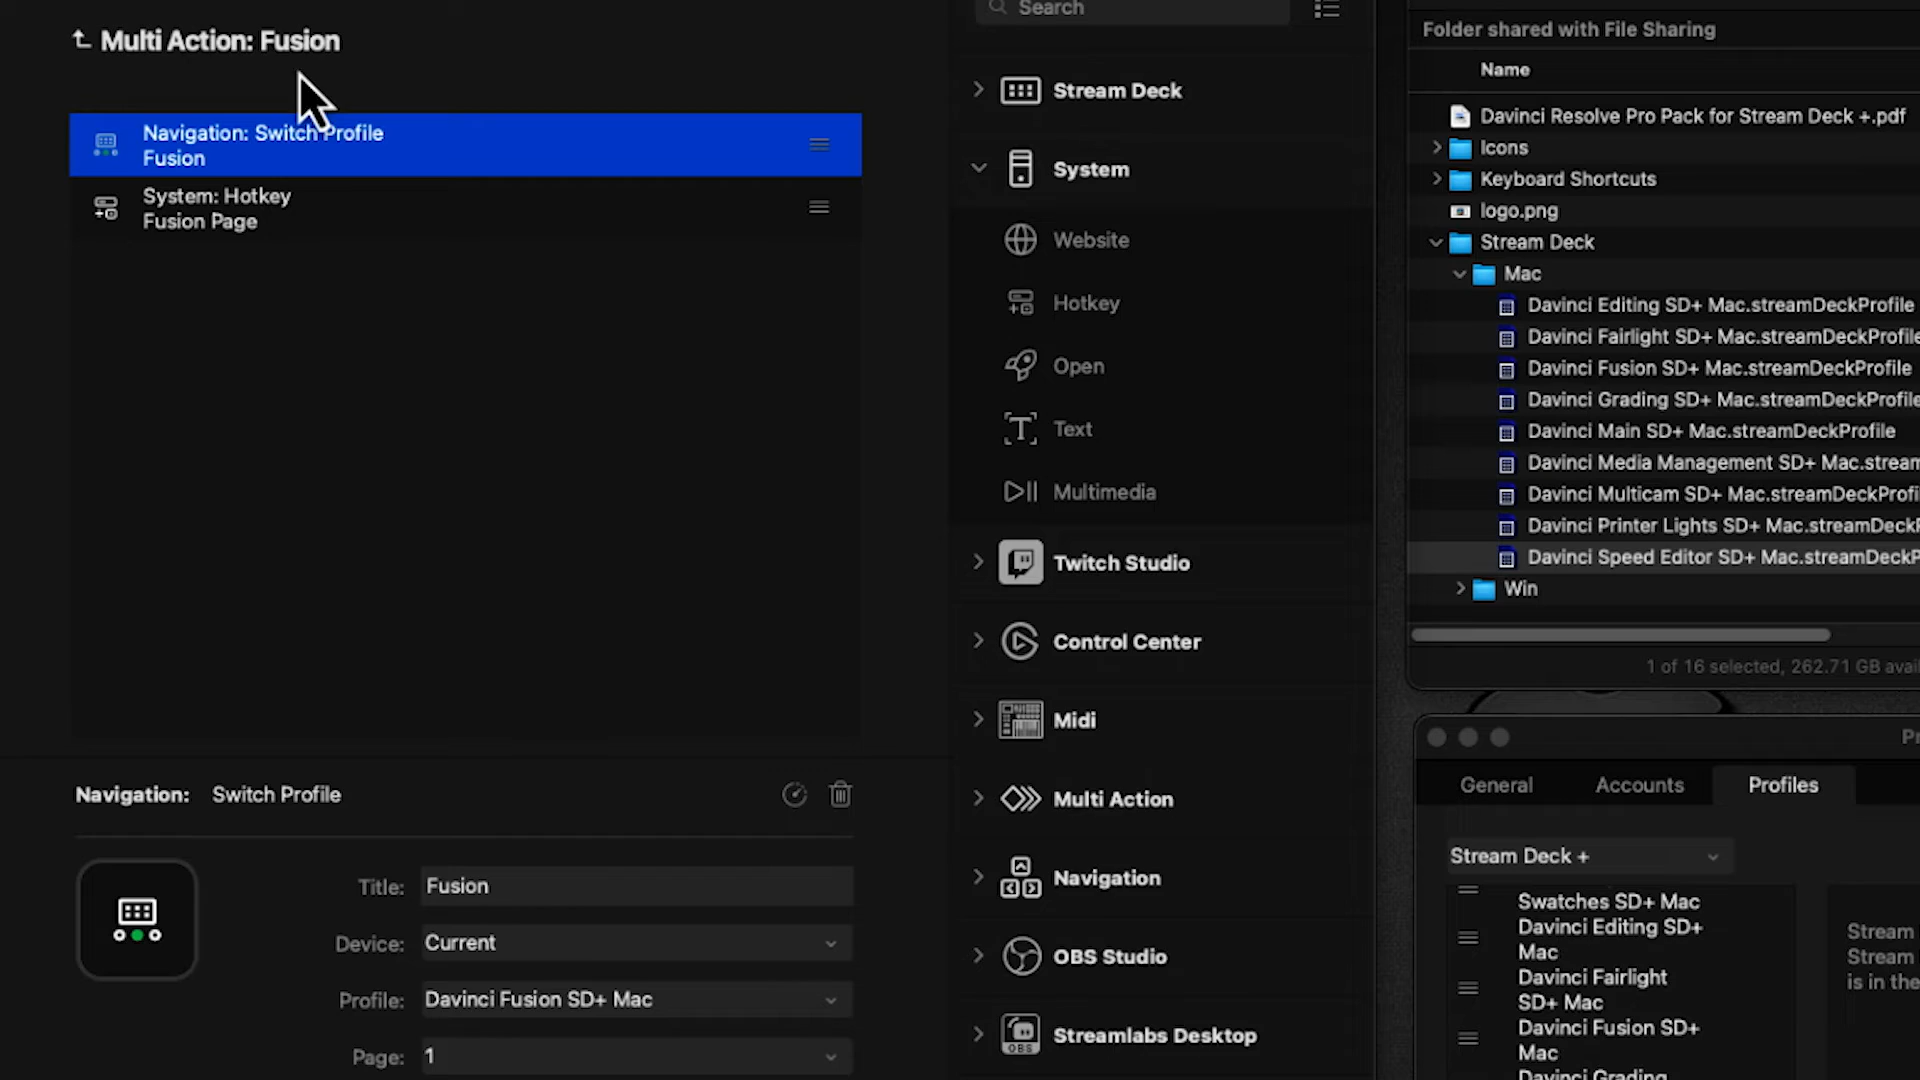 Multi Action: Fusion
Navigation: Switch Profile
Fusion
System: Hotkey
Fusion Page
Navigation: Switch Profile
Title: Fusion
Device: Current
Profile: Davinci Fusion SD+ Mac
Page: 1
Search
Stream Deck
System
Website
Hotkey
Open
Text
Multimedia
Twitch Studio
Control Center
Midi
Multi Action
Navigation
OBS Studio
OBS
Streamlabs Desktop
Folder shared with File Sharing
Name
Davinci Resolve Pro Pack for Stream Deck +.pdf
Icons
Keyboard Shortcuts
logo.png
Stream Deck
Mac
Davinci Editing SD+ Mac.streamDeckProfile
Davinci Fairlight SD+ Mac.streamDeckProfile
Davinci Fusion SD+ Mac.streamDeckProfile
Davinci Grading SD+ Mac.streamDeckProfile
Davinci Main SD+ Mac.streamDeckProfile
Davinci Media Management SD+ Mac.stream
Davinci Multicam SD+ Mac.streamDeckProfi
Davinci Printer Lights SD+ Mac.streamDeckP
Davinci Speed Editor SD+ Mac.streamDeckP
Win
1 of 16 selected, 262.71 GB avai
General
Accounts
Profiles
Stream Deck +
Swatches SD+ Mac
Davinci Editing SD+
Mac
Davinci Fairlight
SD+ Mac
Davinci Fusion SD+
Mac
Davinci Grading
Stream
Stream
is in the